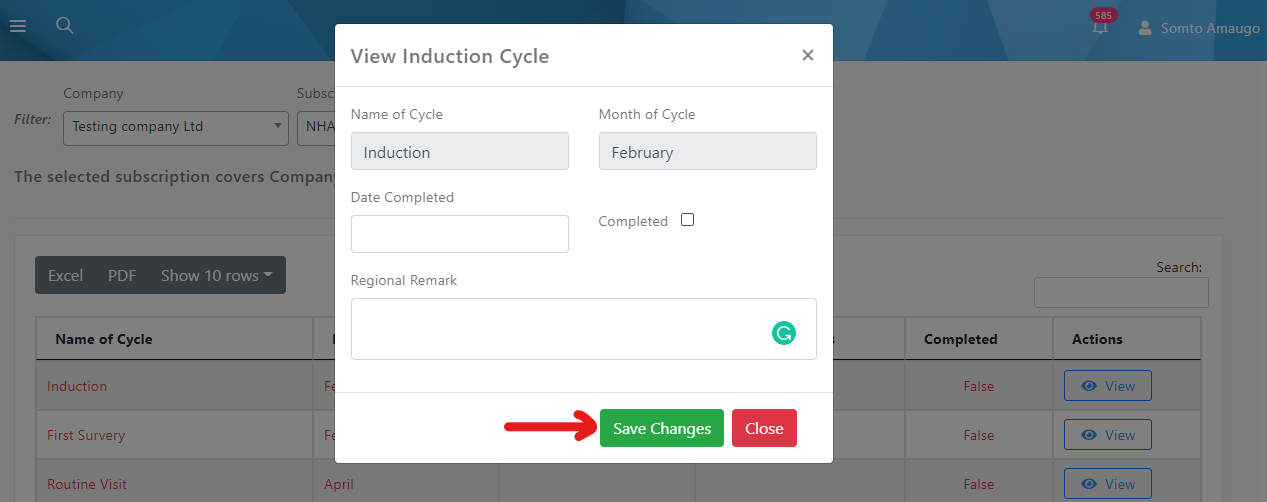 585
Somto Amaugo
View Induction Cycle
×
Company
Subsc
Filter:
Testing company Ltd
NHA
Name of Cycle
Month of Cycle
Induction
February
The selected subscription covers Company
Date Completed
Completed
Regional Remark
Excel
PDF
Show 10 rows
Search:
Name of Cycle
Completed
Actions
Induction
Fe
False
View
First Survery
Fe
False
View
Routine Visit
April
False
View
Save Changes
Close